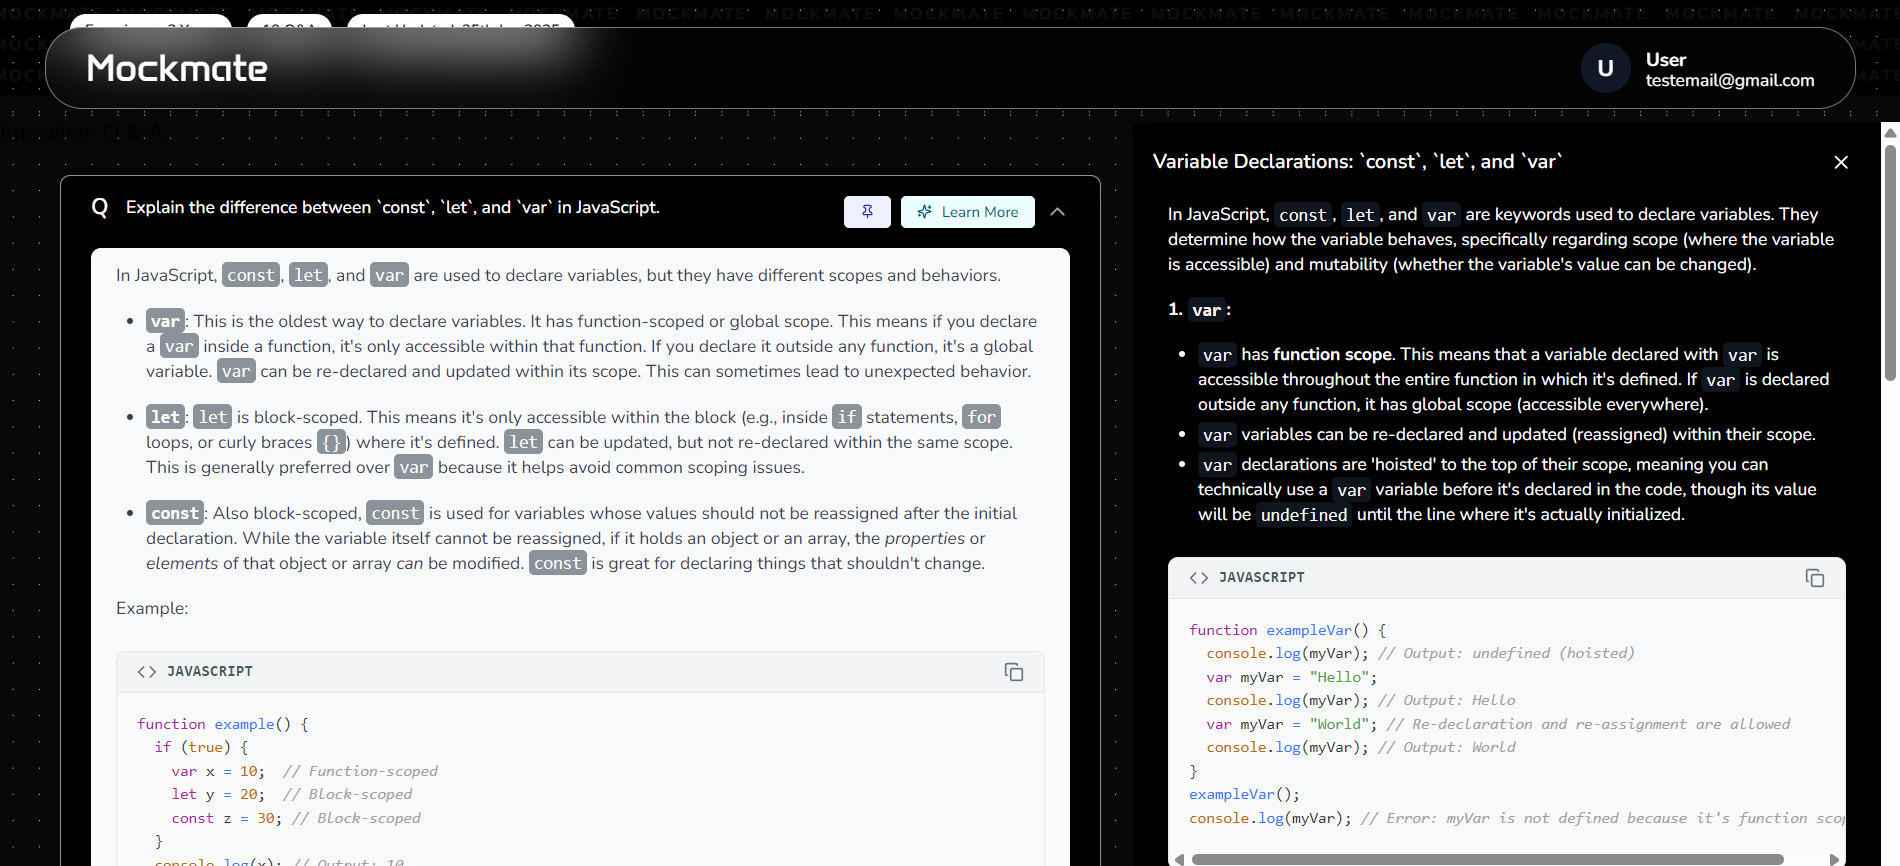 MOCKMATE MOCKMATE MOCKMATE MOCKMATE MOCKMATE MOCKMATE MOCKMATE MOCKMATE MOCKMATE
Mockmate
U
User
testemail@gmail.com
Interview Q & A
Q Explain the difference between `const`, `let`, and `var` in JavaScript.
Learn More
In JavaScript, const, let, and var are used to declare variables, but they have different scopes and behaviors.
• var: This is the oldest way to declare variables. It has function-scoped or global scope. This means if you declare
a var inside a function, it's only accessible within that function. If you declare it outside any function, it's a global
variable. var can be re-declared and updated within its scope. This can sometimes lead to unexpected behavior.
• let: let is block-scoped. This means it's only accessible within the block (e.g., inside if statements, for
loops, or curly braces {}) where it's defined. let can be updated, but not re-declared within the same scope.
This is generally preferred over var because it helps avoid common scoping issues.
• const: Also block-scoped, const is used for variables whose values should not be reassigned after the initial
declaration. While the variable itself cannot be reassigned, if it holds an object or an array, the properties or
elements of that object or array can be modified. const is great for declaring things that shouldn't change.
Example:
<> JAVASCRIPT
function example() {
if (true) {
var x = 10; // Function-scoped
let y = 20; // Block-scoped
const z = 30; // Block-scoped
}
console.log(x); // Output: 10
Variable Declarations: `const`, `let`, and `var`
In JavaScript, const, let, and var are keywords used to declare variables. They
determine how the variable behaves, specifically regarding scope (where the variable
is accessible) and mutability (whether the variable's value can be changed).
1. var:
• var has function scope. This means that a variable declared with var is
accessible throughout the entire function in which it's defined. If var is declared
outside any function, it has global scope (accessible everywhere).
• var variables can be re-declared and updated (reassigned) within their scope.
• var declarations are 'hoisted' to the top of their scope, meaning you can
technically use a var variable before it's declared in the code, though its value
will be undefined until the line where it's actually initialized.
<> JAVASCRIPT
function exampleVar() {
console.log(myVar); // Output: undefined (hoisted)
var myVar = "Hello";
console.log(myVar); // Output: Hello
var myVar = "World"; // Re-declaration and re-assignment are allowed
console.log(myVar); // Output: World
}
exampleVar();
console.log(myVar); // Error: myVar is not defined because it's function